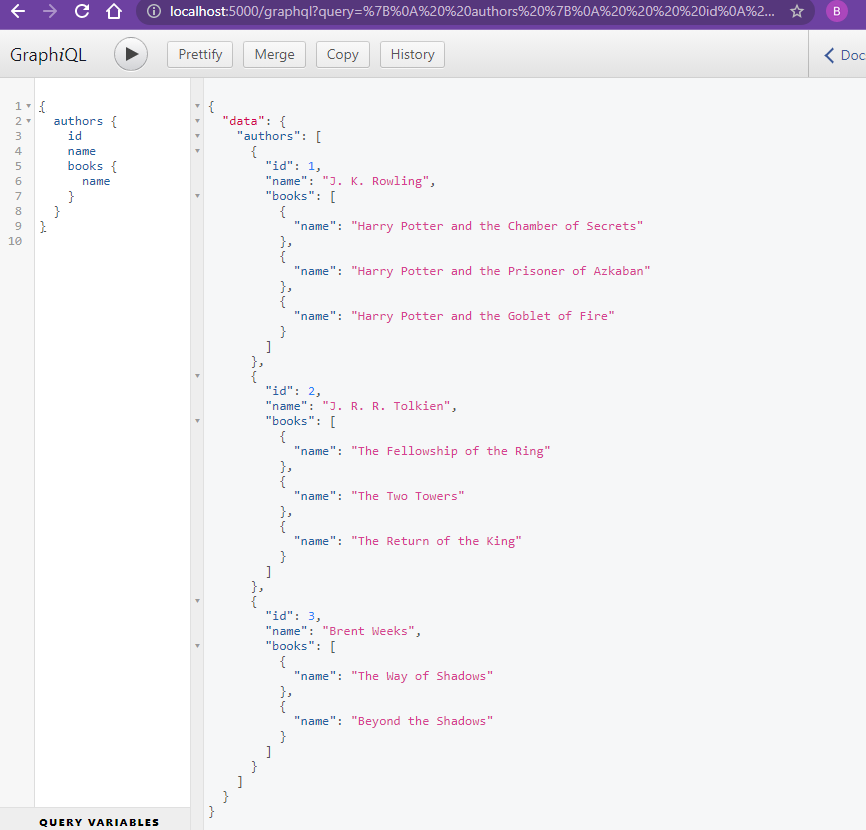 localhost:5000/graphql?query=%7B%0A%20%20authors%20%7B%0A%20%20%20%20id%0A%2...
B
GraphiQL
Prettify
Merge
Copy
History
Doc
1 {
2 authors {
3 id
4 name
5 books {
6 name
7 }
8 }
9 }
10
{
"data": {
"authors": [
{
"id": 1,
"name": "J. K. Rowling",
"books": [
{
"name": "Harry Potter and the Chamber of Secrets"
},
{
"name": "Harry Potter and the Prisoner of Azkaban"
},
{
"name": "Harry Potter and the Goblet of Fire"
}
]
},
{
"id": 2,
"name": "J. R. R. Tolkien",
"books": [
{
"name": "The Fellowship of the Ring"
},
{
"name": "The Two Towers"
},
{
"name": "The Return of the King"
}
]
},
{
"id": 3,
"name": "Brent Weeks",
"books": [
{
"name": "The Way of Shadows"
},
{
"name": "Beyond the Shadows"
}
]
}
]
}
}
QUERY VARIABLES